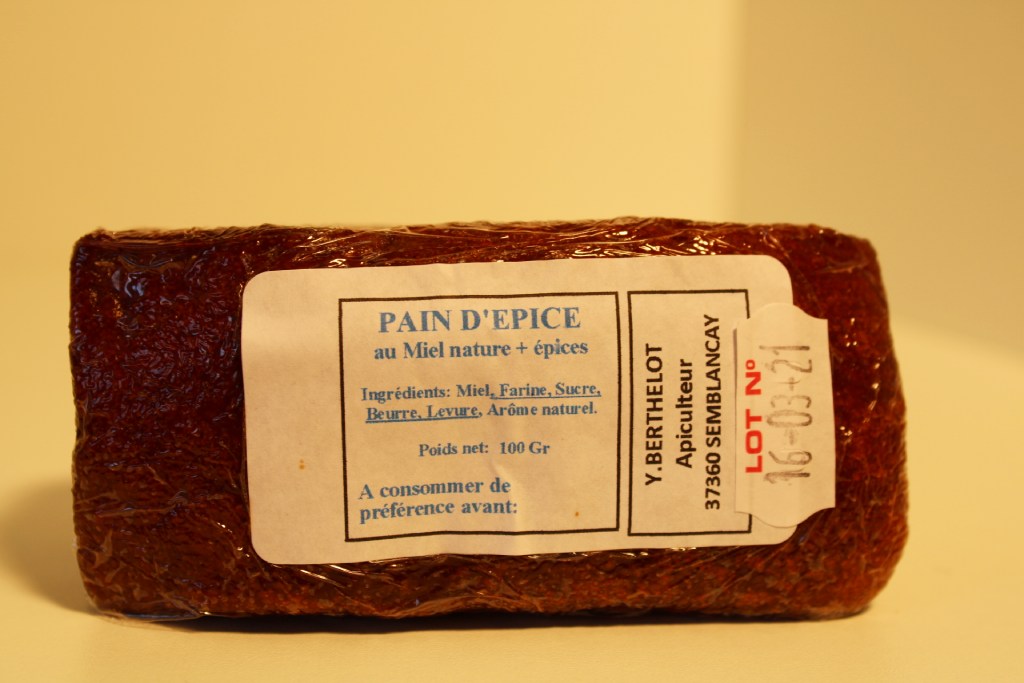 PAIN D'EPICE
au Miel nature + épices
Ingrédients: Miel, Farine, Sucre,
Beurre, Levure, Arôme naturel.
Poids net: 100 Gr
A consommer de
préférence avant:
Y.BERTHELOT
Apiculteur
37360 SEMBLANCAY
LOT Nº
16-03+21